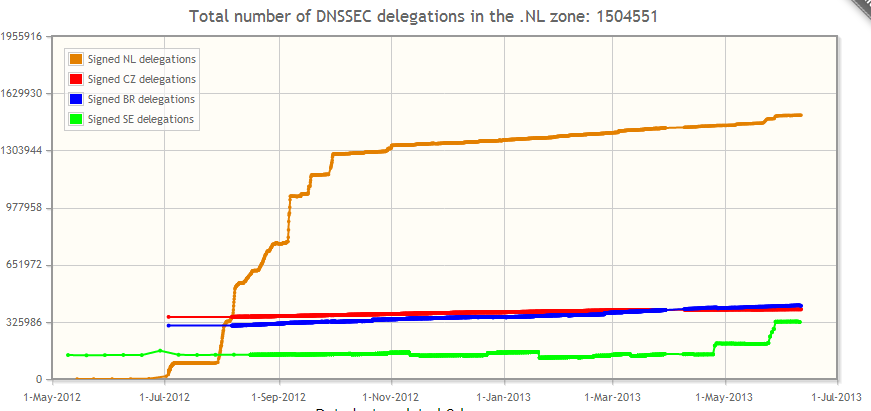 Total number of DNSSEC delegations in the .NL zone: 1504551
1955916
1629930
1303944
977958
651972
325986
0
Signed NL delegations
Signed CZ delegations
Signed BR delegations
Signed SE delegations
1-May-2012 1-Jul-2012 1-Sep-2012 1-Nov-2012 1-Jan-2013 1-Mar-2013 1-May-2013 1-Jul-2013